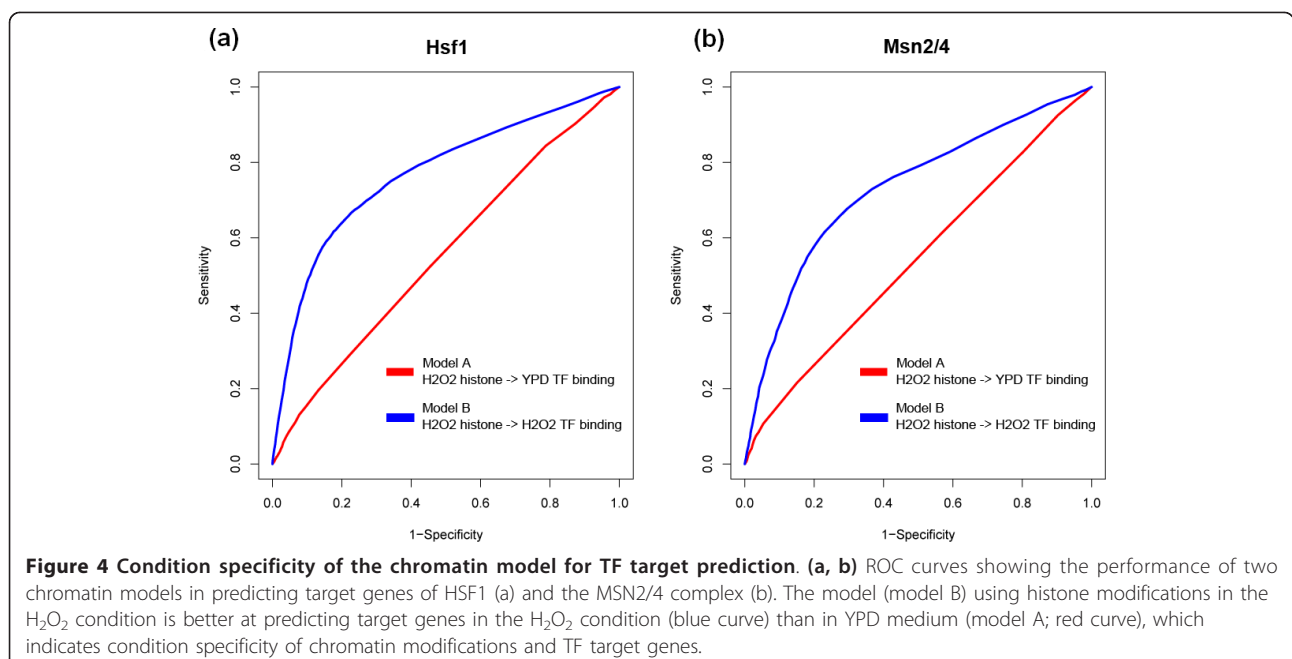 (a)
Hsf1
Sensitivity
0.0
0.2
0.4
0.6
0.8
1.0
0.0 0.2 0.4 0.6 0.8 1.0
1−Specificity
Model A
H2O2 histone -> YPD TF binding
Model B
H2O2 histone -> H2O2 TF binding
(b)
Msn2/4
Sensitivity
0.0
0.2
0.4
0.6
0.8
1.0
0.0 0.2 0.4 0.6 0.8 1.0
1−Specificity
Model A
H2O2 histone -> YPD TF binding
Model B
H2O2 histone -> H2O2 TF binding
Figure 4 Condition specificity of the chromatin model for TF target prediction. (a, b) ROC curves showing the performance of two
chromatin models in predicting target genes of HSF1 (a) and the MSN2/4 complex (b). The model (model B) using histone modifications in the
H₂O₂ condition is better at predicting target genes in the H₂O₂ condition (blue curve) than in YPD medium (model A; red curve), which
indicates condition specificity of chromatin modifications and TF target genes.